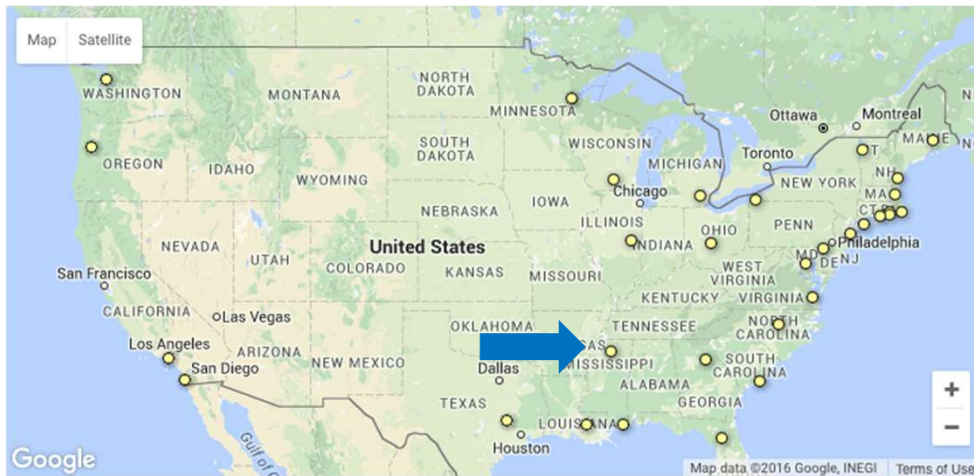 Map Satellite
WASHINGTON
MONTANA
NORTH
DAKOTA
MINNESOTA
Ottawa
Montreal
MAINE
OREGON
IDAHO
SOUTH
DAKOTA
WISCONSIN
MICHIGAN
Toronto
VT
NH
WYOMING
Chicago
NEW YORK
MA
CT
NEBRASKA
IOWA
ILLINOIS
INDIANA
OHIO
PENN
Philadelphia
NEVADA
UTAH
COLORADO
United States
KANSAS
MISSOURI
WEST
VIRGINIA
MD
DE
NJ
San Francisco
CALIFORNIA
Las Vegas
KENTUCKY
VIRGINIA
Los Angeles
ARIZONA
NEW MEXICO
OKLAHOMA
TENNESSEE
NORTH
CAROLINA
San Diego
Dallas
MISSISSIPPI
SOUTH
CAROLINA
ALABAMA
TEXAS
GEORGIA
LOUISIANA
Houston
Gulf of
+
−
Google
Map data ©2016 Google, INEGI Terms of Use